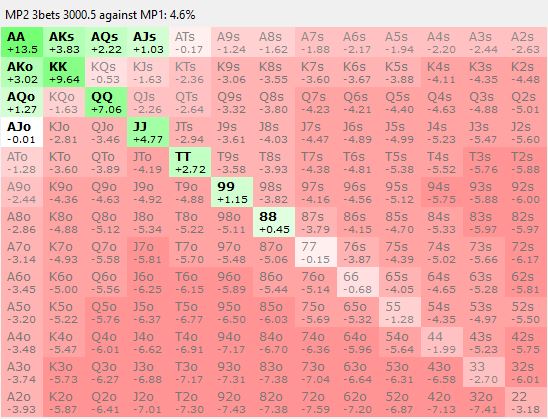 MP2 3bets 3000.5 against MP1: 4.6%
AA AKs AQs AJs ATs A9s A8s A7s A6s A5s A4s A3s A2s
+13.5 +3.83 +2.22 +1.03 -0.17 -1.24 -1.62 -1.88 -2.17 -1.94 -2.20 -2.44 -2.63
AKo KK KQs KJs KTs K9s K8s K7s K6s K5s K4s K3s K2s
+3.02 +9.64 -0.53 -1.63 -2.36 -3.06 -3.55 -3.60 -3.67 -3.88 -4.11 -4.35 -4.48
AQo KQo QQ QJs QTs Q9s Q8s Q7s Q6s Q5s Q4s Q3s Q2s
+1.27 -1.63 +7.06 -2.26 -2.64 -3.32 -3.80 -4.23 -4.21 -4.40 -4.63 -4.88 -5.01
AJo KJo QJo JJ JTs J9s J8s J7s J6s J5s J4s J3s J2s
-0.01 -2.81 -3.46 +4.77 -2.94 -3.61 -4.03 -4.47 -4.89 -4.99 -5.23 -5.47 -5.60
ATo KTo QTo JTo TT T9s T8s T7s T6s T5s T4s T3s T2s
-1.28 -3.60 -3.89 -4.19 +2.72 -3.58 -3.93 -4.38 -4.81 -5.38 -5.52 -5.76 -5.88
A9o K9o Q9o J9o T9o 99 98s 97s 96s 95s 94s 93s 92s
-2.44 -4.36 -4.63 -4.92 -4.88 +1.15 -3.82 -4.16 -4.56 -5.12 -5.75 -5.88 -6.00
A8o K8o Q8o J8o T8o 98o 88 87s 86s 85s 84s 83s 82s
-2.86 -4.88 -5.12 -5.34 -5.22 -5.11 +0.45 -3.79 -4.15 -4.70 -5.33 -5.97 -5.97
A7o K7o Q7o J7o T7o 97o 87o 77 76s 75s 74s 73s 72s
-3.14 -4.93 -5.58 -5.81 -5.70 -5.48 -5.06 -0.15 -3.87 -4.39 -5.02 -5.66 -6.17
A6o K6o Q6o J6o T6o 96o 86o 76o 66 65s 64s 63s 62s
-3.45 -5.00 -5.56 -6.25 -6.15 -5.89 -5.44 -5.14 -0.68 -4.05 -4.65 -5.28 -5.81
A5o K5o Q5o J5o T5o 95o 85o 75o 65o 55 54s 53s 52s
-3.20 -5.22 -5.76 -6.37 -6.77 -6.50 -6.03 -5.69 -5.32 -1.28 -4.35 -4.97 -5.50
A4o K4o Q4o J4o T4o 94o 84o 74o 64o 54o 44 43s 42s
-3.48 -5.47 -6.01 -6.62 -6.91 -7.17 -6.70 -6.36 -5.96 -5.64 -1.99 -5.23 -5.75
A3o K3o Q3o J3o T3o 93o 83o 73o 63o 53o 43o 33 32s
-3.74 -5.73 -6.27 -6.88 -7.17 -7.31 -7.38 -7.04 -6.64 -6.31 -6.58 -2.70 -6.01
A2o K2o Q2o J2o T2o 92o 82o 72o 62o 52o 42o 32o 22
-3.93 -5.87 -6.41 -7.01 -7.30 -7.43 -7.38 -7.59 -7.20 -6.87 -7.13 -7.41 3.18